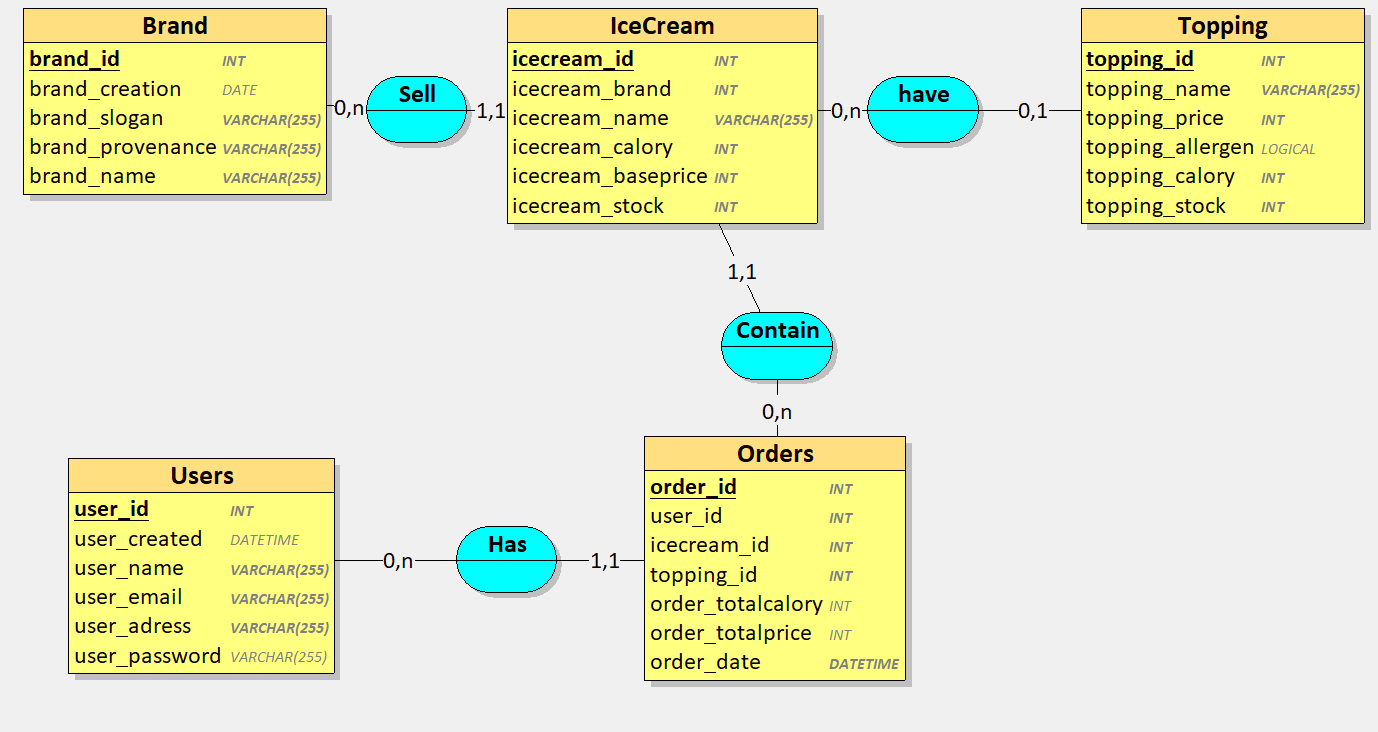 Brand
brand_id INT
brand_creation DATE
brand_slogan VARCHAR(255)
brand_provenance VARCHAR(255)
brand_name VARCHAR(255)
0,n
Sell
1,1
IceCream
icecream_id INT
icecream_brand INT
icecream_name VARCHAR(255)
icecream_calory INT
icecream_baseprice INT
icecream_stock INT
0,n
have
0,1
Topping
topping_id INT
topping_name VARCHAR(255)
topping_price INT
topping_allergen LOGICAL
topping_calory INT
topping_stock INT
1,1
Contain
0,n
Users
user_id INT
user_created DATETIME
user_name VARCHAR(255)
user_email VARCHAR(255)
user_adress VARCHAR(255)
user_password VARCHAR(255)
0,n
Has
1,1
Orders
order_id INT
user_id INT
icecream_id INT
topping_id INT
order_totalcalory INT
order_totalprice INT
order_date DATETIME